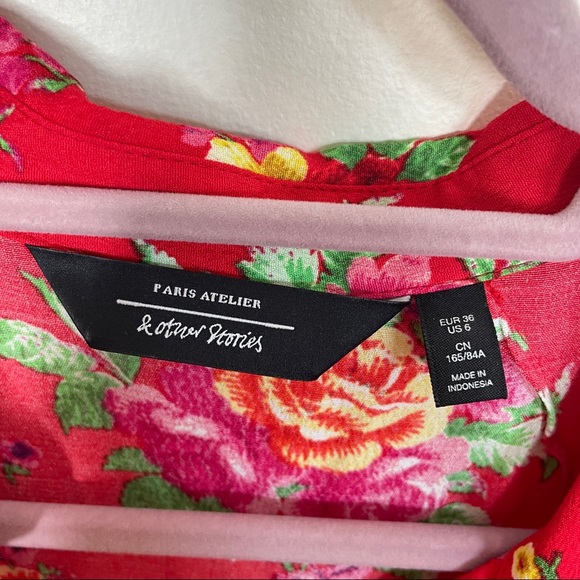 PARIS ATELIER
& other Stories
EUR 36
US 6
CN
165/84A
MADE IN
INDONESIA